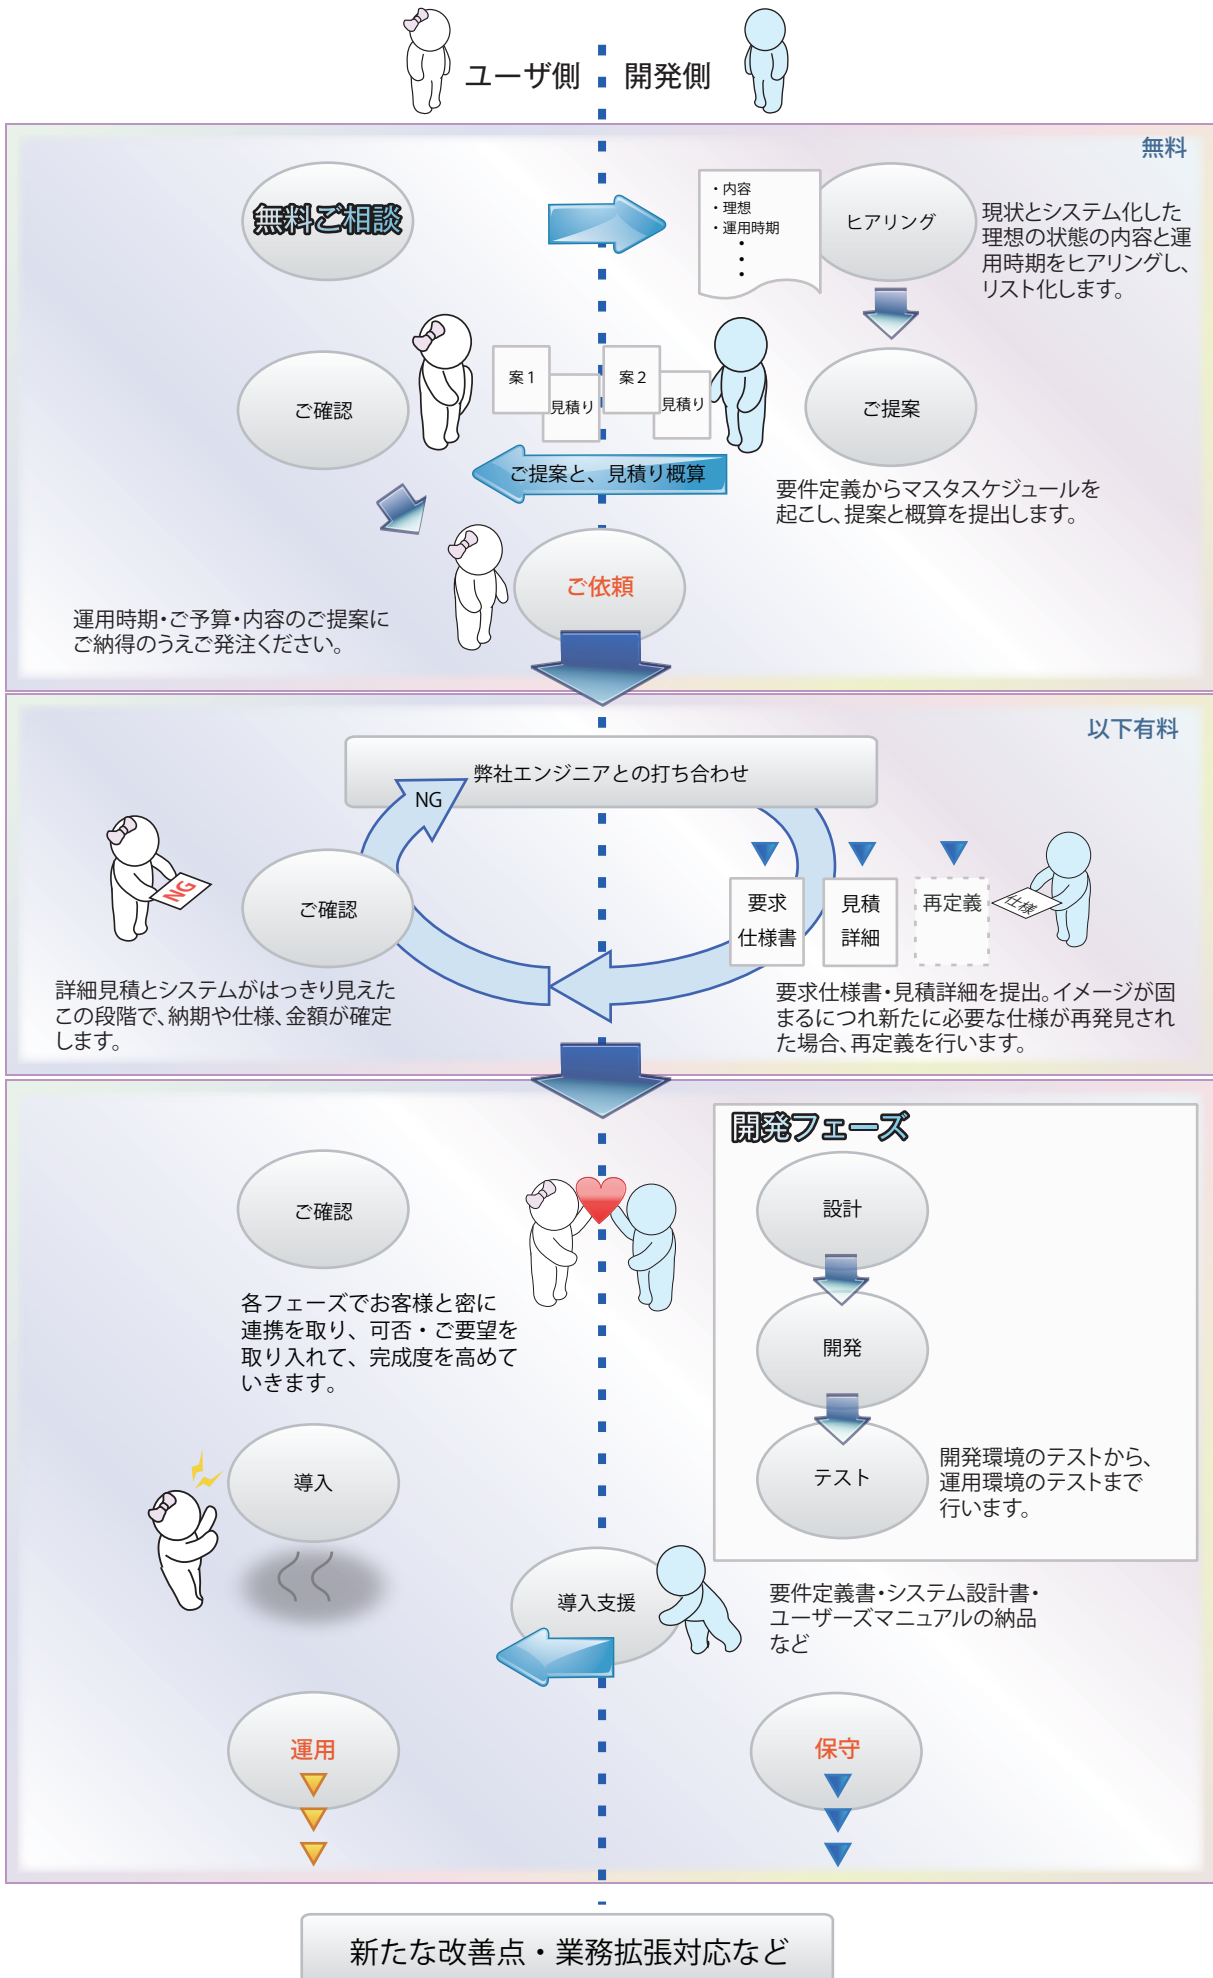 ユーザ側
開発側
無料
無料ご相談
・内容
・理想
・運用時期
・
・
・
ヒアリング
現状とシステム化した
理想の状態の内容と運
用時期をヒアリングし、
リスト化します。
ご確認
案1
見積り
案2
見積り
ご提案
ご提案と、見積り概算
要件定義からマスタスケジュールを
起こし、提案と概算を提出します。
ご依頼
運用時期・ご予算・内容のご提案に
ご納得のうえご発注ください。
以下有料
弊社エンジニアとの打ち合わせ
NG
NG
ご確認
要求
仕様書
見積
詳細
再定義
仕様
詳細見積とシステムがはっきり見えた
この段階で、納期や仕様、金額が確定
します。
要求仕様書・見積詳細を提出。イメージが固
まるにつれ新たに必要な仕様が再発見され
た場合、再定義を行います。
開発フェーズ
ご確認
設計
各フェーズでお客様と密に
連携を取り、可否・ご要望を
取り入れて、完成度を高めて
いきます。
開発
導入
テスト
開発環境のテストから、
運用環境のテストまで
行います。
導入支援
要件定義書・システム設計書・
ユーザーズマニュアルの納品
など
運用
保守
新たな改善点・業務拡張対応など